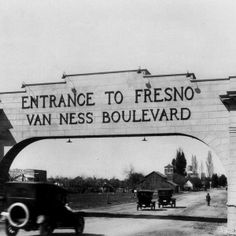 ENTRANCE TO FRESNO
VAN NESS BOULEVARD